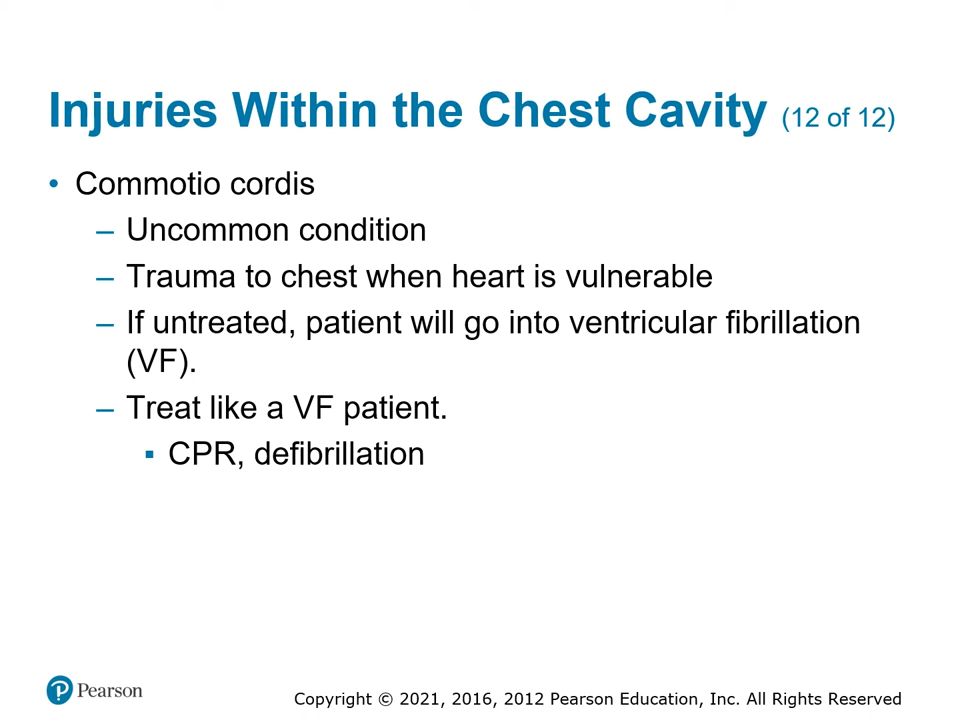 Injuries Within the Chest Cavity (12 of 12)
• Commotio cordis
– Uncommon condition
– Trauma to chest when heart is vulnerable
– If untreated, patient will go into ventricular fibrillation
(VF).
– Treat like a VF patient.
▪ CPR, defibrillation
Pearson
Copyright © 2021, 2016, 2012 Pearson Education, Inc. All Rights Reserved